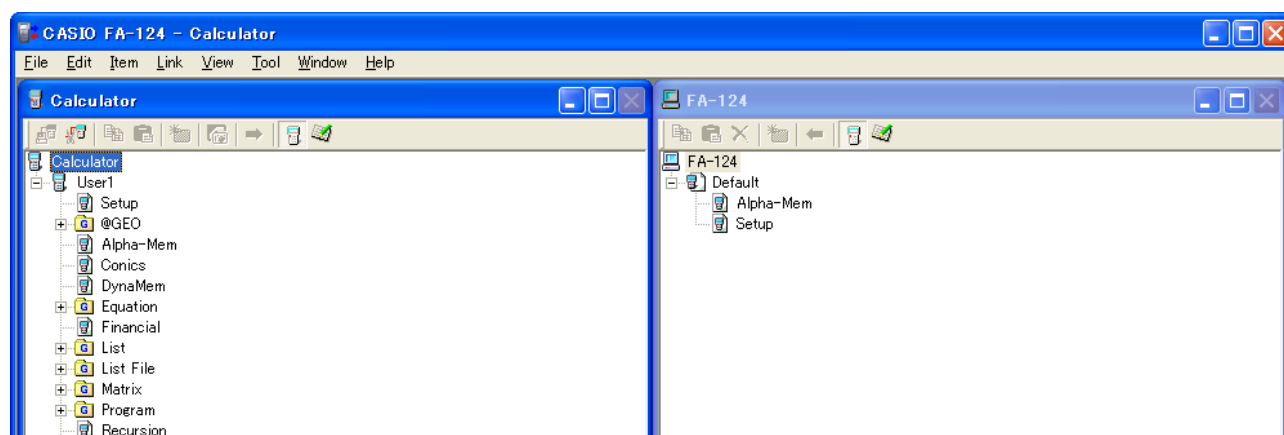 CASIO FA-124 - Calculator
File Edit Item Link View Tool Window Help
Calculator
Calculator
User1
Setup
@GEO
Alpha-Mem
Conics
DynaMem
Equation
Financial
List
List File
Matrix
Program
Recursion
FA-124
FA-124
Default
Alpha-Mem
Setup